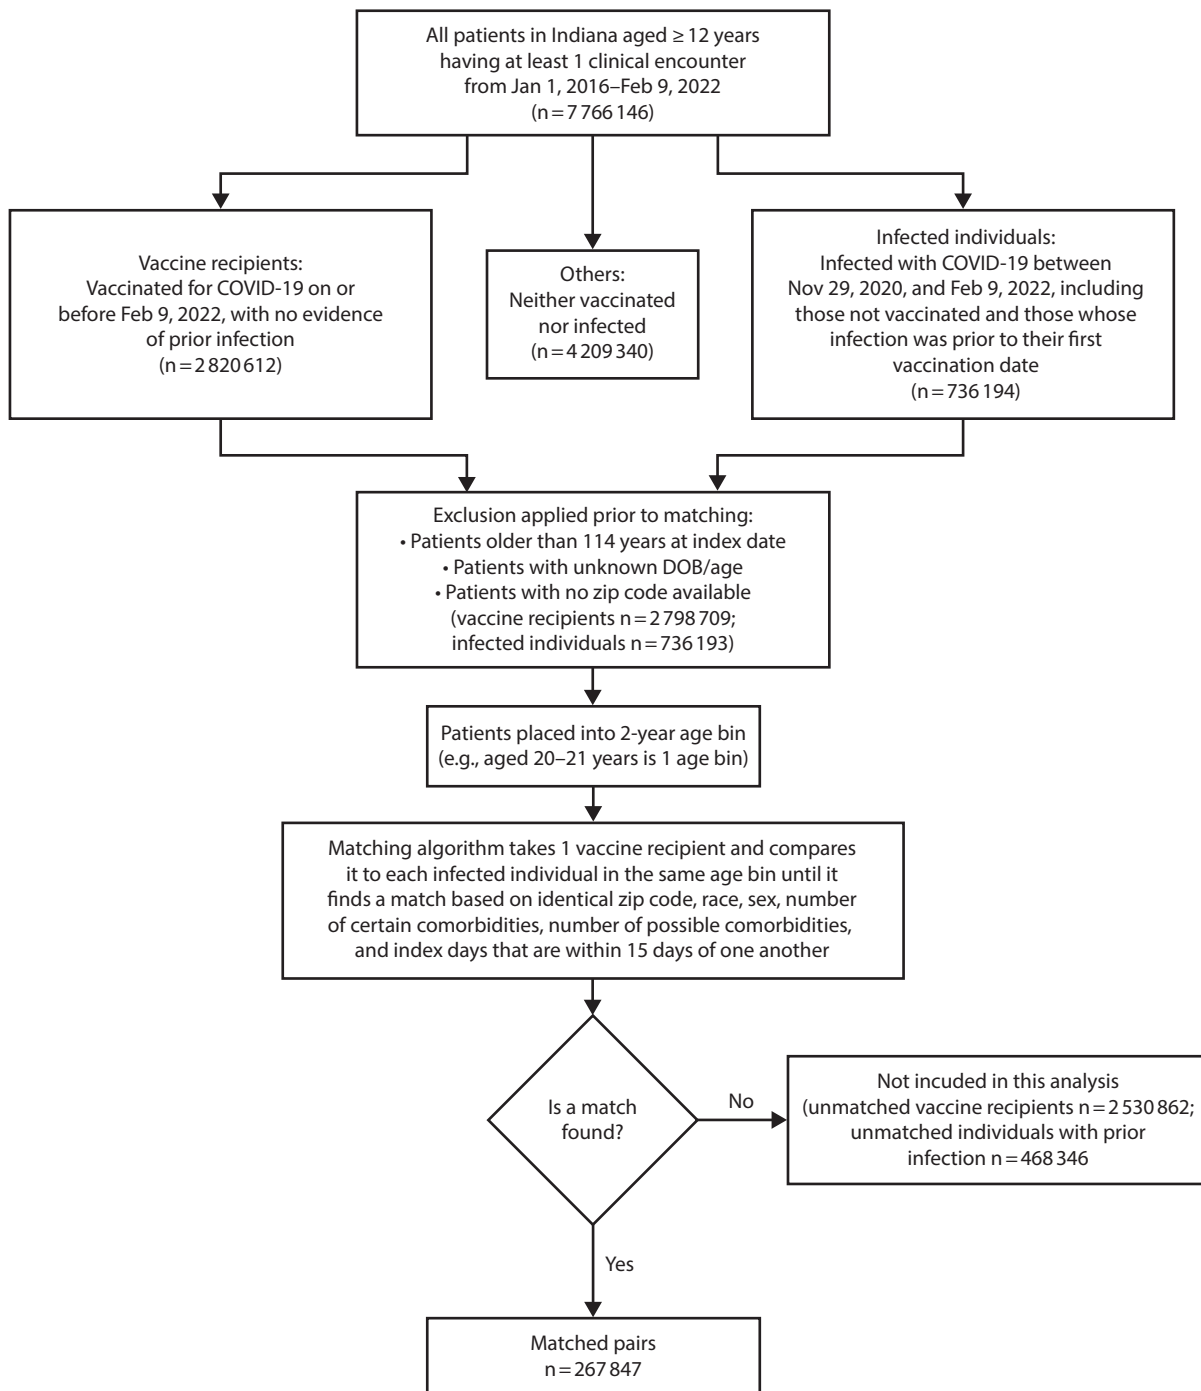 All patients in Indiana aged ≥ 12 years
having at least 1 clinical encounter
from Jan 1, 2016–Feb 9, 2022
(n = 7 766 146)
Vaccine recipients:
Vaccinated for COVID-19 on or
before Feb 9, 2022, with no evidence
of prior infection
(n = 2 820 612)
Others:
Neither vaccinated
nor infected
(n = 4 209 340)
Infected individuals:
Infected with COVID-19 between
Nov 29, 2020, and Feb 9, 2022, including
those not vaccinated and those whose
infection was prior to their first
vaccination date
(n = 736 194)
Exclusion applied prior to matching:
• Patients older than 114 years at index date
• Patients with unknown DOB/age
• Patients with no zip code available
(vaccine recipients n = 2 798 709;
infected individuals n = 736 193)
Patients placed into 2-year age bin
(e.g., aged 20–21 years is 1 age bin)
Matching algorithm takes 1 vaccine recipient and compares
it to each infected individual in the same age bin until it
finds a match based on identical zip code, race, sex, number
of certain comorbidities, number of possible comorbidities,
and index days that are within 15 days of one another
Is a match
found?
No
Not incuded in this analysis
(unmatched vaccine recipients n = 2 530 862;
unmatched individuals with prior
infection n = 468 346
Yes
Matched pairs
n = 267 847